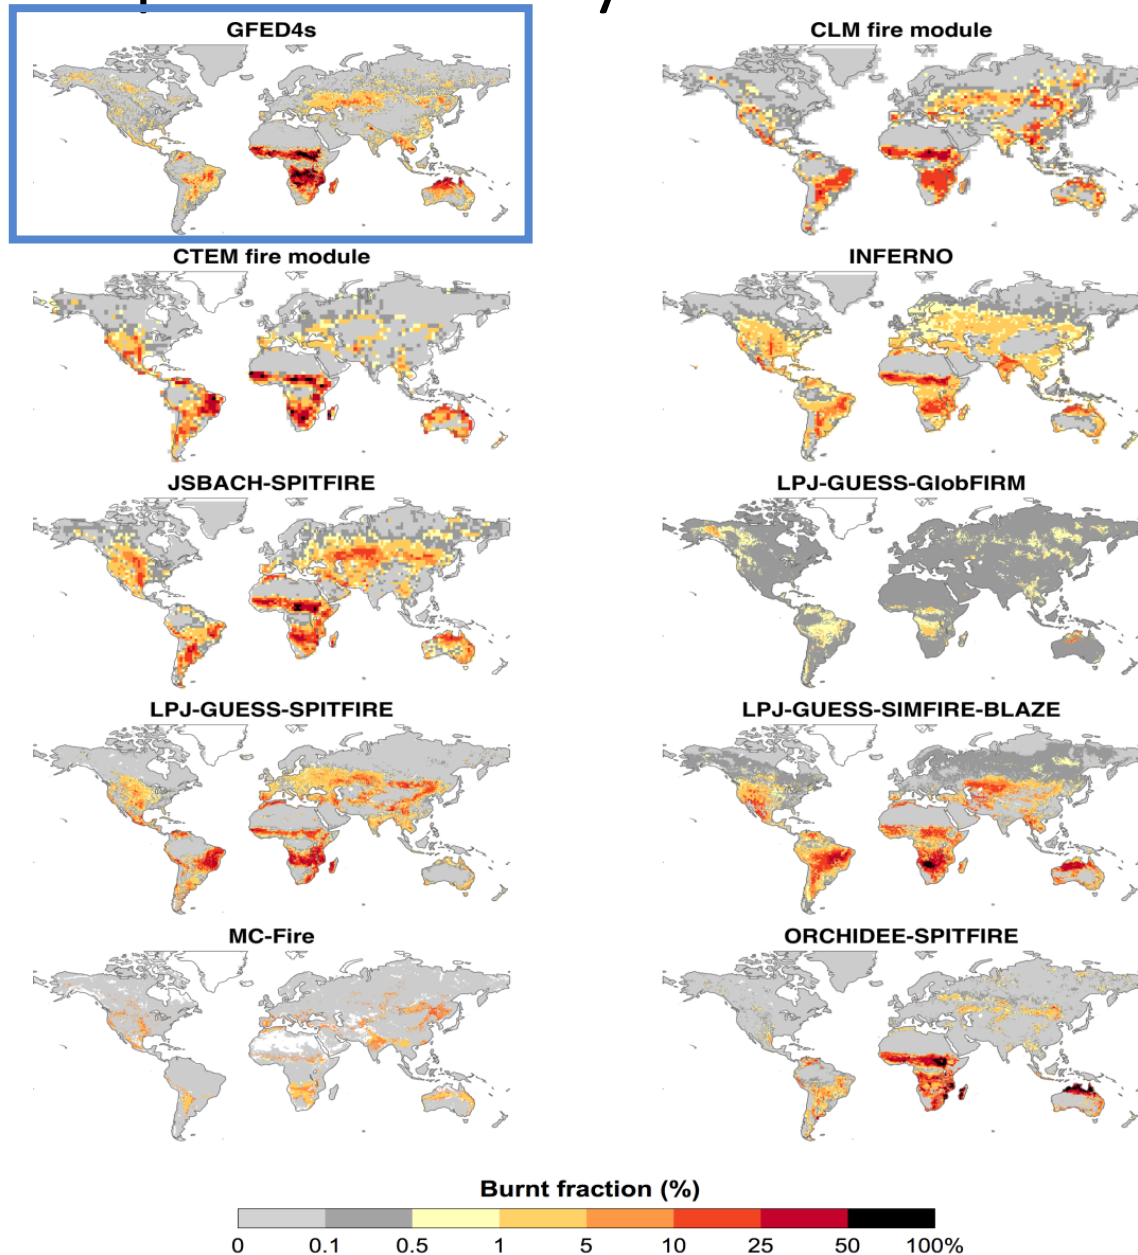 GFED4s
CLM fire module
CTEM fire module
INFERNO
JSBACH-SPITFIRE
LPJ-GUESS-GlobFIRM
LPJ-GUESS-SPITFIRE
LPJ-GUESS-SIMFIRE-BLAZE
MC-Fire
ORCHIDEE-SPITFIRE
Burnt fraction (%)
0 0.1 0.5 1 5 10 25 50 100%